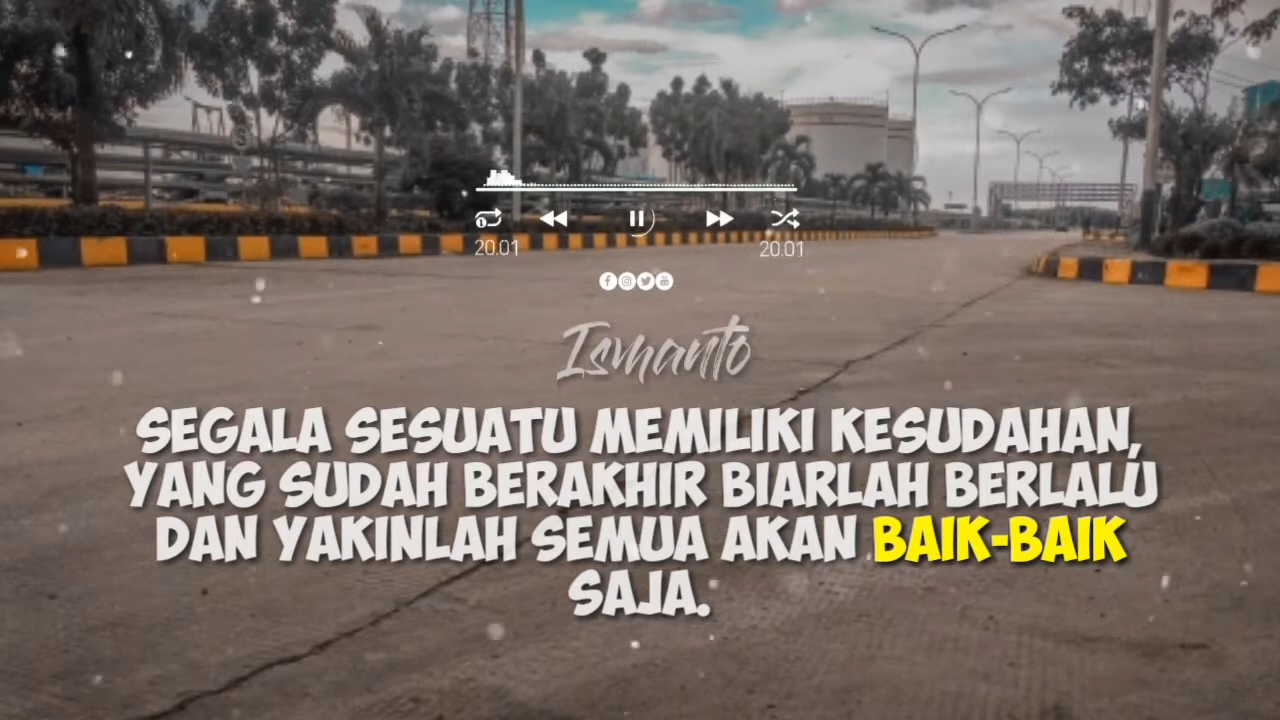 20.01
20.01
Ismanto
SEGALA SESUATU MEMILIKI KESUDAHAN,
YANG SUDAH BERAKHIR BIARLAH BERLALU
DAN YAKINLAH SEMUA AKAN BAIK-BAIK
SAJA.